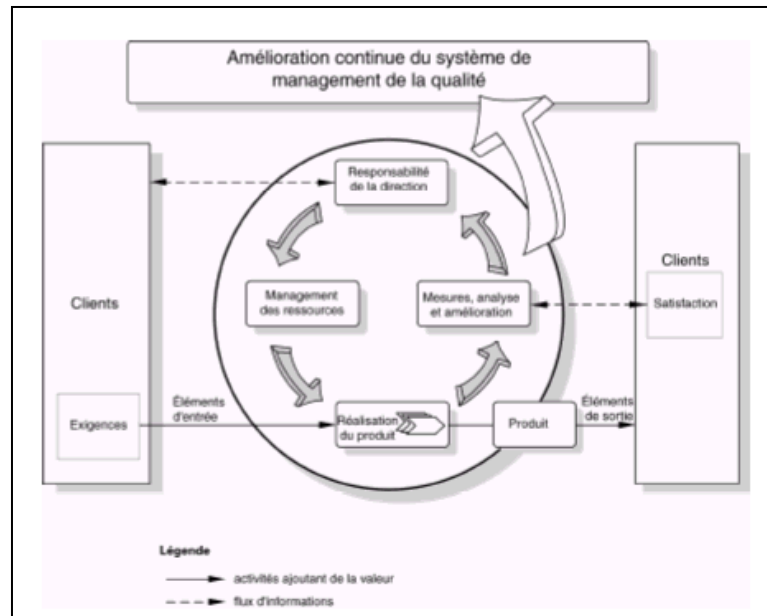 Amélioration continue du système de
management de la qualité
Responsabilité
de la direction
Clients
Management
des ressources
Mesures, analyse
et amélioration
Clients
Satisfaction
Exigences
Éléments
d'entrée
Réalisation
du produit
Produit
Éléments
de sortie
Légende
activités ajoutant de la valeur
flux d'informations